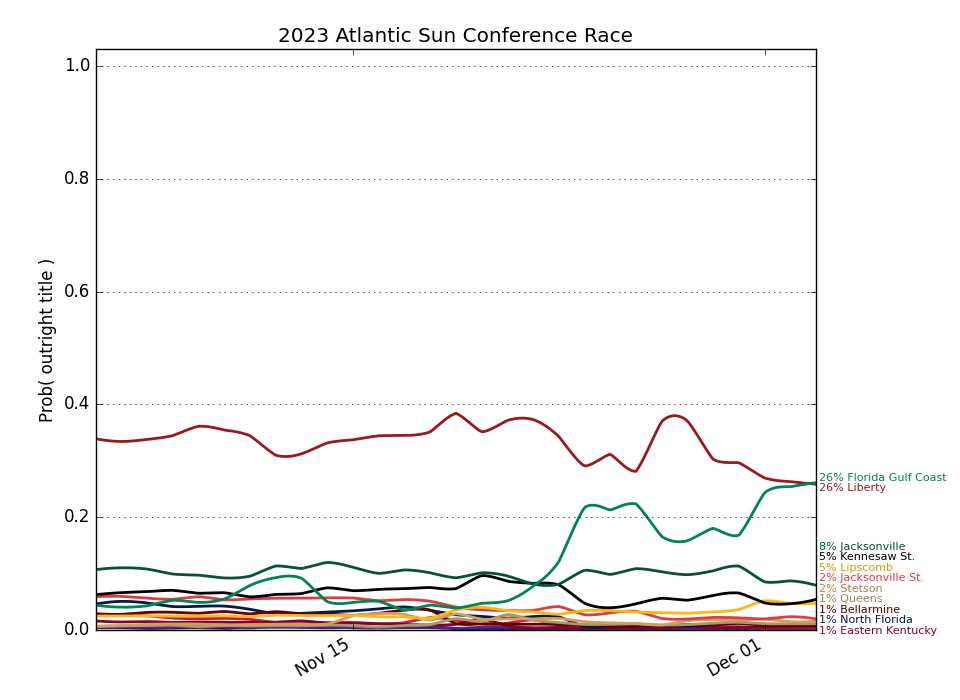 2023 Atlantic Sun Conference Race
Prob( outright title )
1.0
0.8
0.6
0.4
0.2
0.0
Nov 15
Dec 01
26% Florida Gulf Coast
26% Liberty
8% Jacksonville
5% Kennesaw St.
5% Lipscomb
2% Jacksonville St.
2% Stetson
1% Queens
1% Bellarmine
1% North Florida
1% Eastern Kentucky